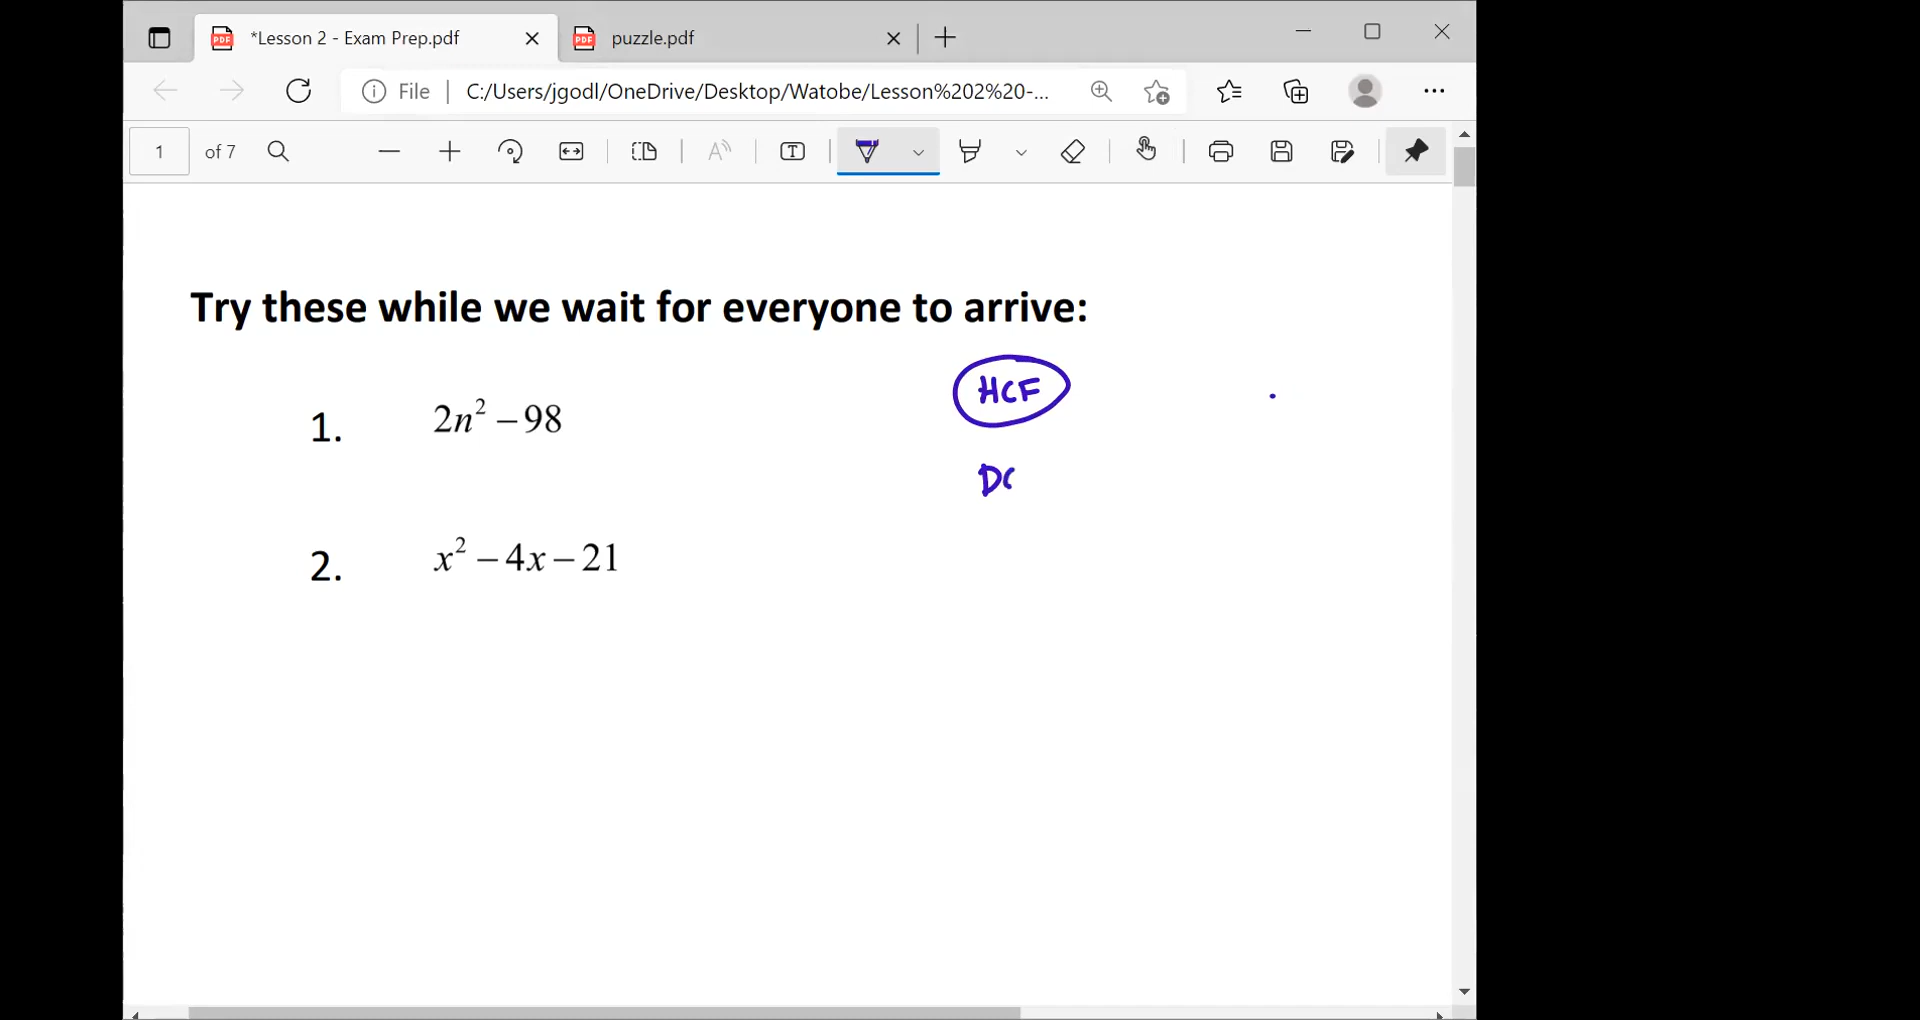 *Lesson 2 - Exam Prep.pdf
puzzle.pdf
File
C:/Users/jgodl/OneDrive/Desktop/Watobe/Lesson%202%20-...
1 of 7
Try these while we wait for everyone to arrive:
HCF
1. 2n² – 98
DC
2. x² – 4x – 21